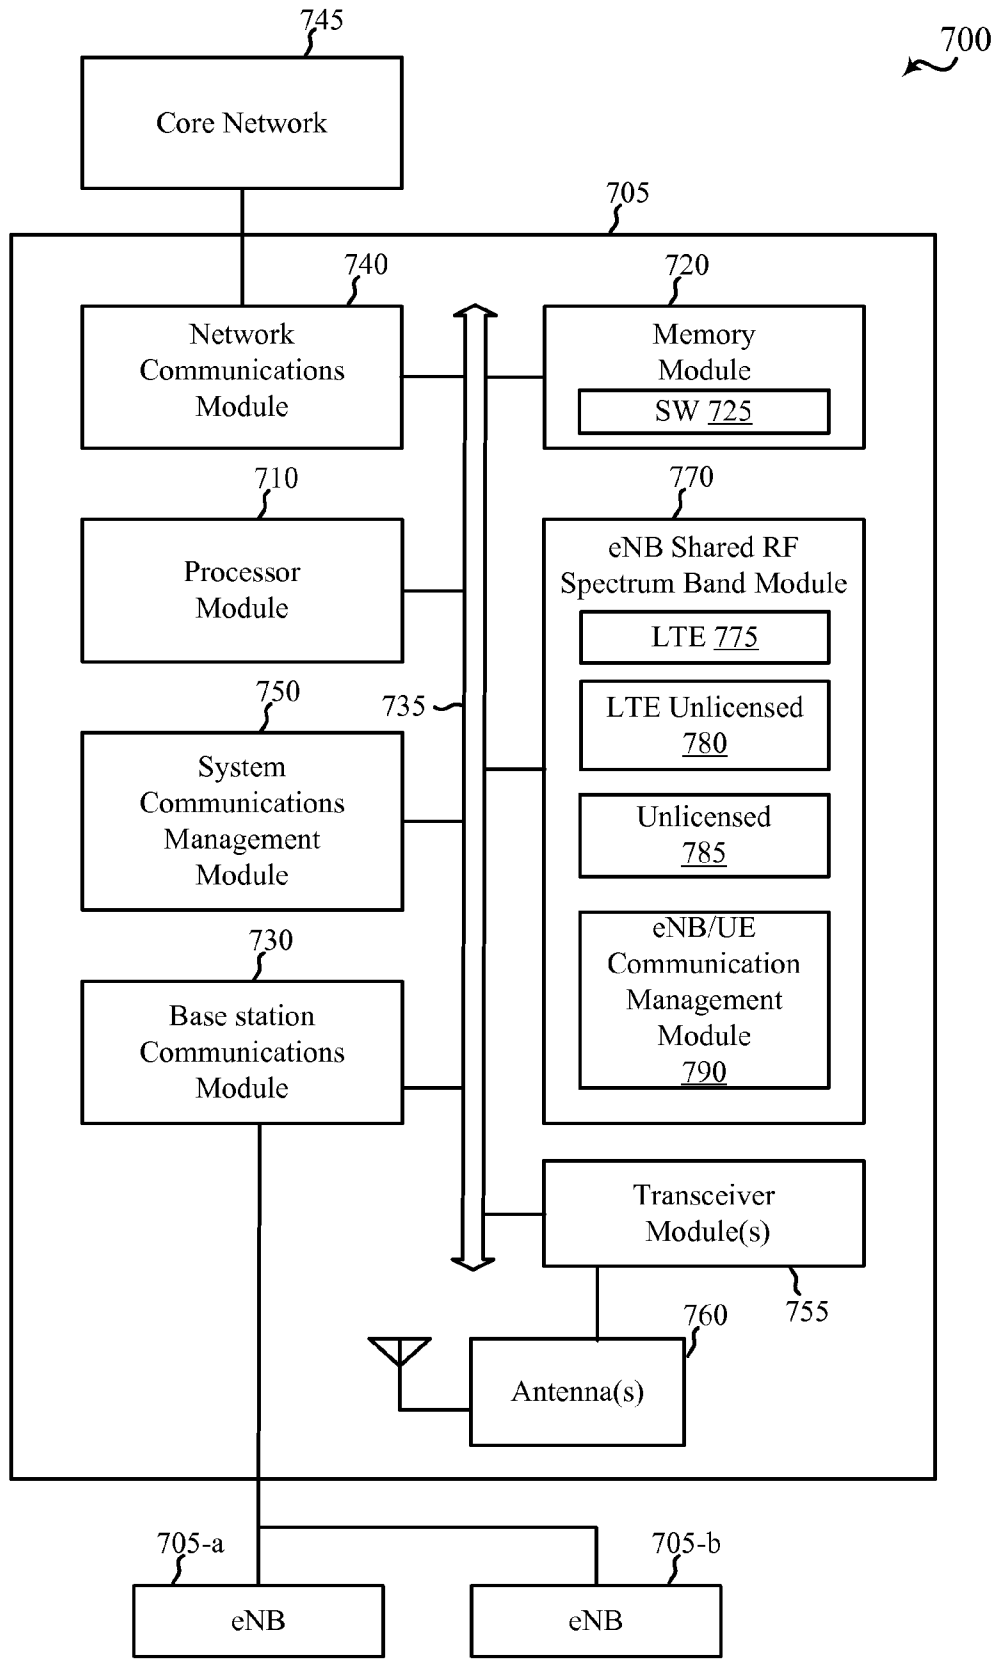 745
700
Core Network
705
740
720
Network
Communications
Module
Memory
Module
SW 725
710
770
Processor
Module
eNB Shared RF
Spectrum Band Module
LTE 775
750
735
LTE Unlicensed
780
System
Communications
Management
Module
Unlicensed
785
730
eNB/UE
Communication
Management
Module
790
Base station
Communications
Module
Transceiver
Module(s)
755
760
Antenna(s)
705-a
705-b
eNB
eNB